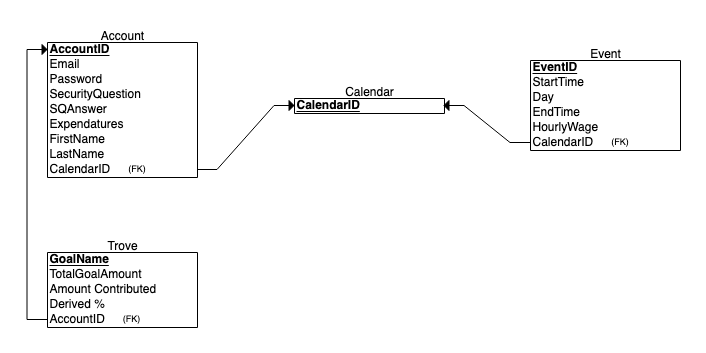 Account
AccountID
Email
Password
SecurityQuestion
SQAnswer
Expendatures
FirstName
LastName
CalendarID (FK)
Calendar
CalendarID
Event
EventID
StartTime
Day
EndTime
HourlyWage
CalendarID (FK)
Trove
GoalName
TotalGoalAmount
Amount Contributed
Derived %
AccountID (FK)